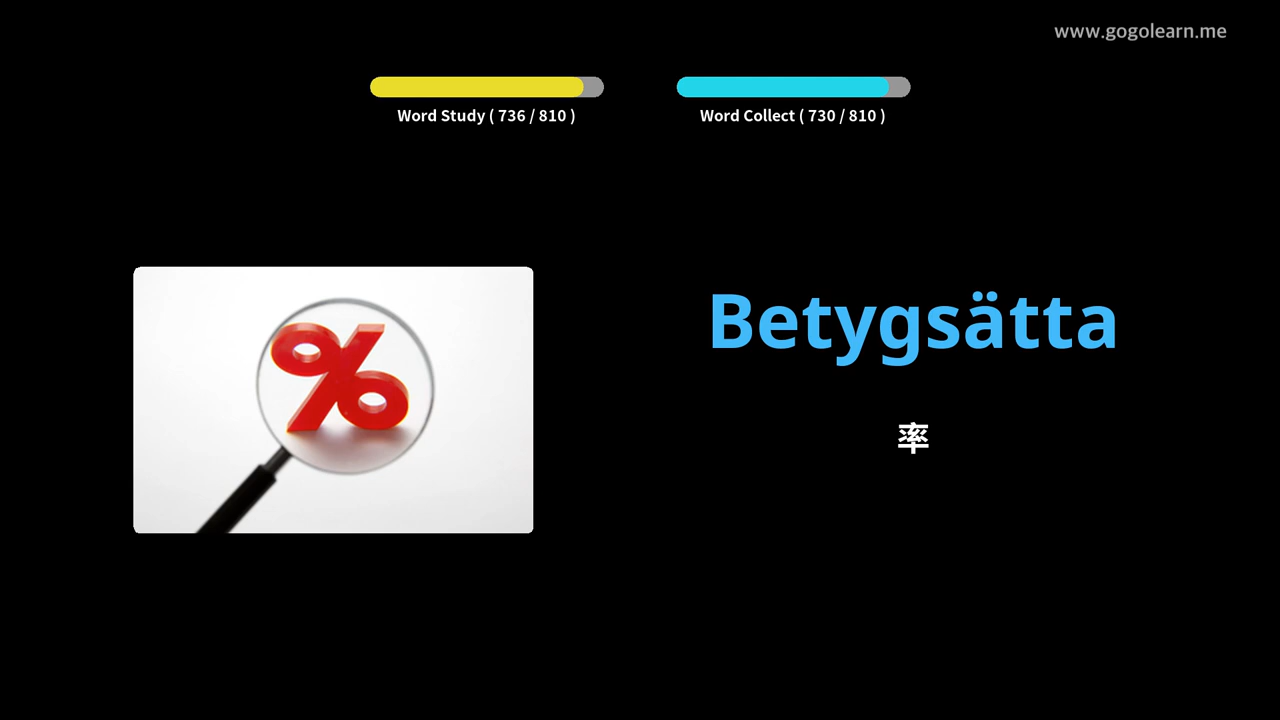 www.gogolearn.me
Word Study ( 736 / 810 )
Word Collect ( 730 / 810 )
%
Betygsätta
率